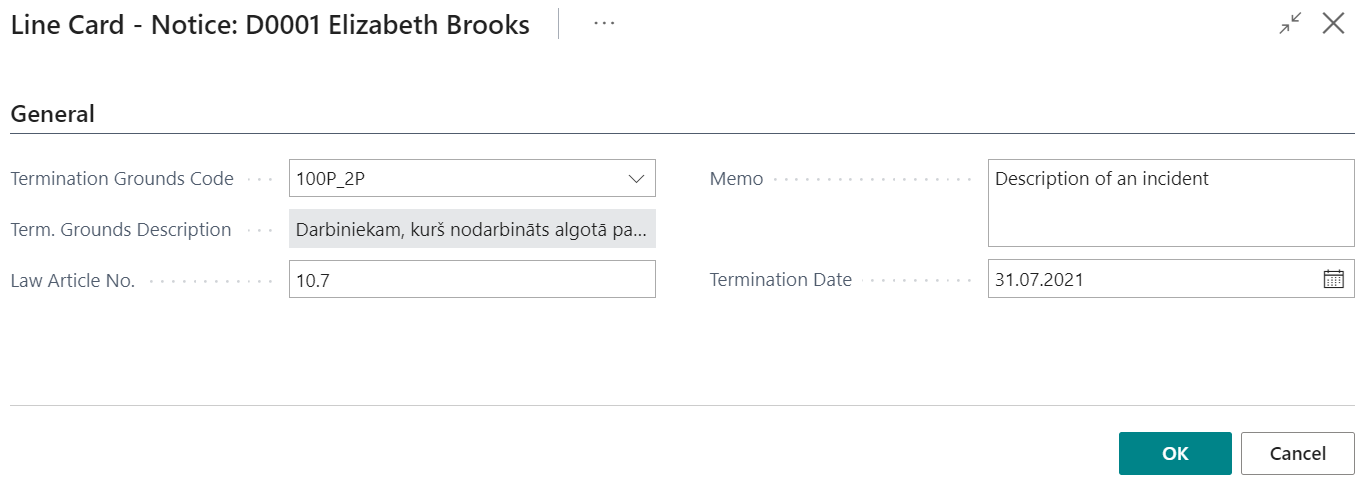 Line Card - Notice: D0001 Elizabeth Brooks
General
Termination Grounds Code 100P_2P
Term. Grounds Description Darbiniekam, kurš nodarbināts algotā pa...
Law Article No. 10.7
Memo Description of an incident
Termination Date 31.07.2021
OK Cancel